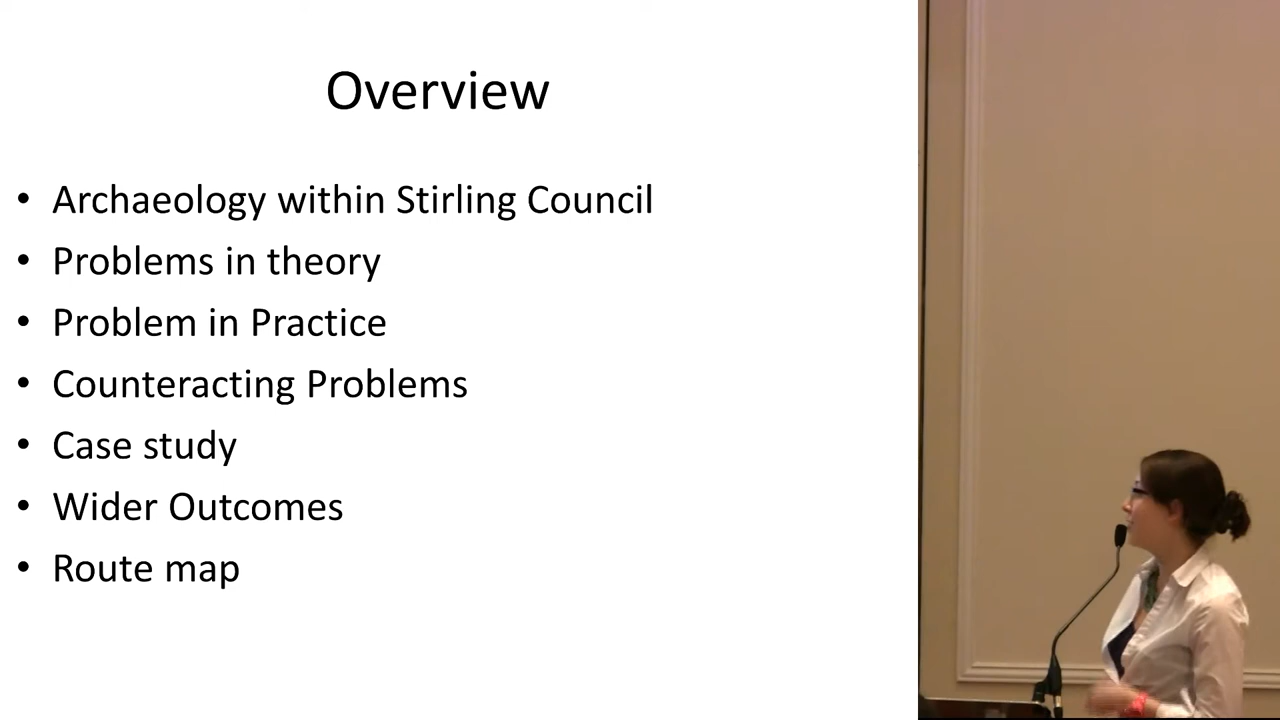 Overview
• Archaeology within Stirling Council
• Problems in theory
• Problem in Practice
• Counteracting Problems
• Case study
• Wider Outcomes
• Route map